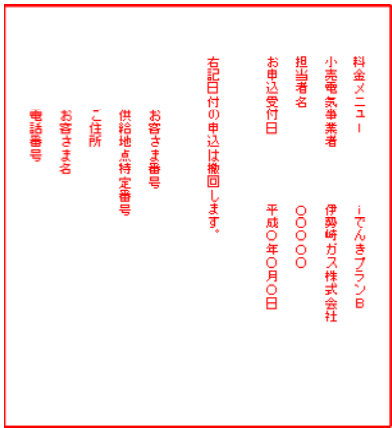 料金メニュー　iでんきプランB
小売電気事業者　伊勢崎ガス株式会社
担当者名　○○○○○
お申込受付日　平成○年○月○日
右記日付の申込は撤回します。
お客さま番号
供給地点特定番号
ご住所
お客さま名
電話番号